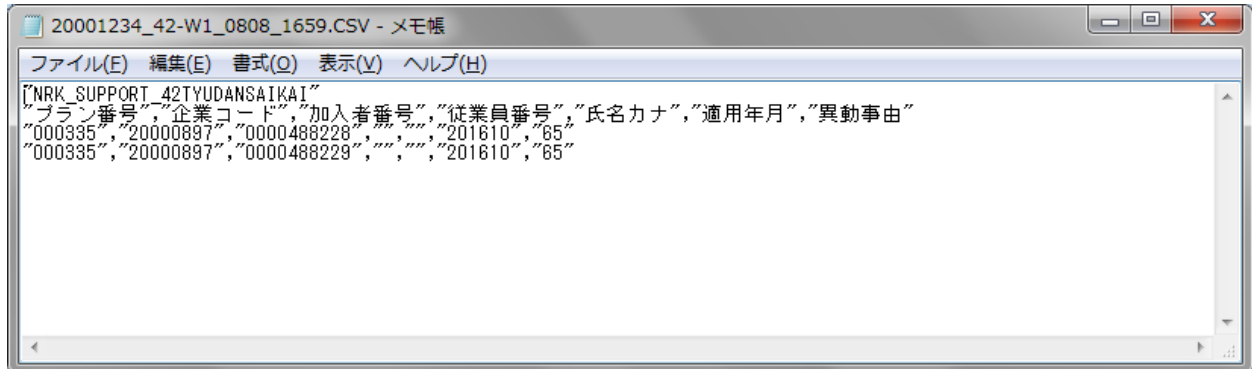 20001234_42-W1_0808_1659.CSV - メモ帳
ファイル(F) 編集(E) 書式(O) 表示(V) ヘルプ(H)
"NRK_SUPPORT_42TYUDANSAIKAI"
"プラン番号","企業コード","加入者番号","従業員番号","氏名カナ","適用年月","異動事由"
"000335","20000897","0000488228","","","201610","65"
"000335","20000897","0000488229","","","201610","65"